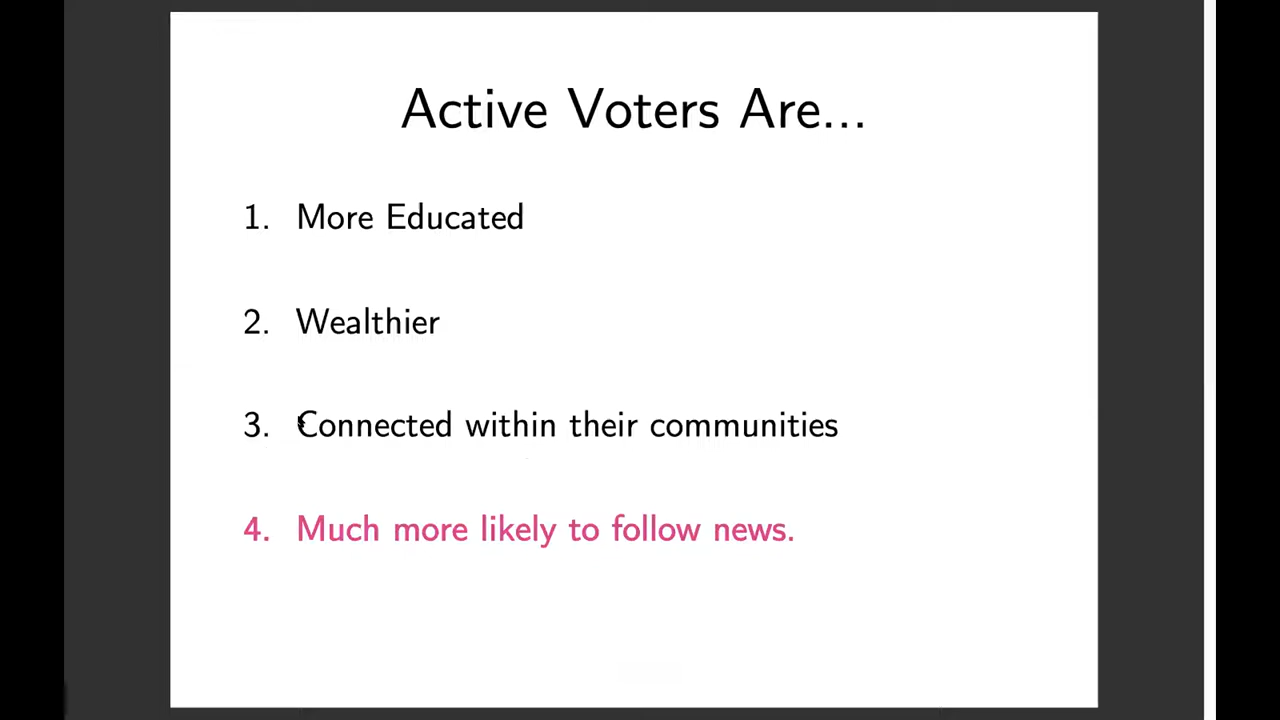 Active Voters Are...
1. More Educated
2. Wealthier
3. Connected within their communities
4. Much more likely to follow news.